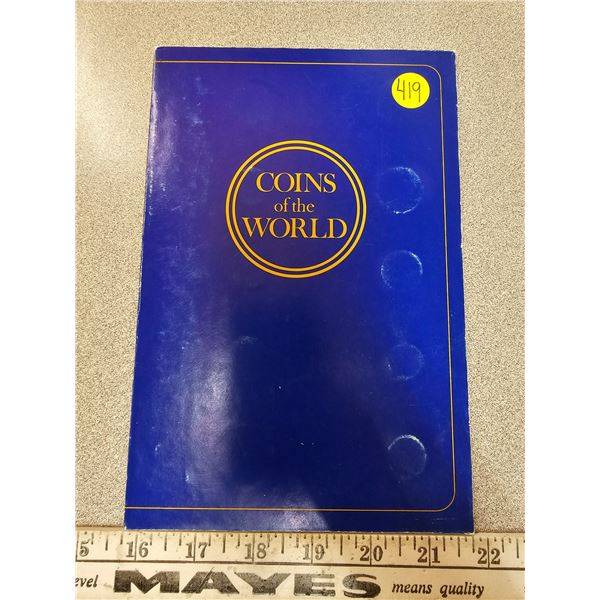 419
COINS
of the
WORLD
5 16 17 18 19 20 21 22
evel MAYES means quality